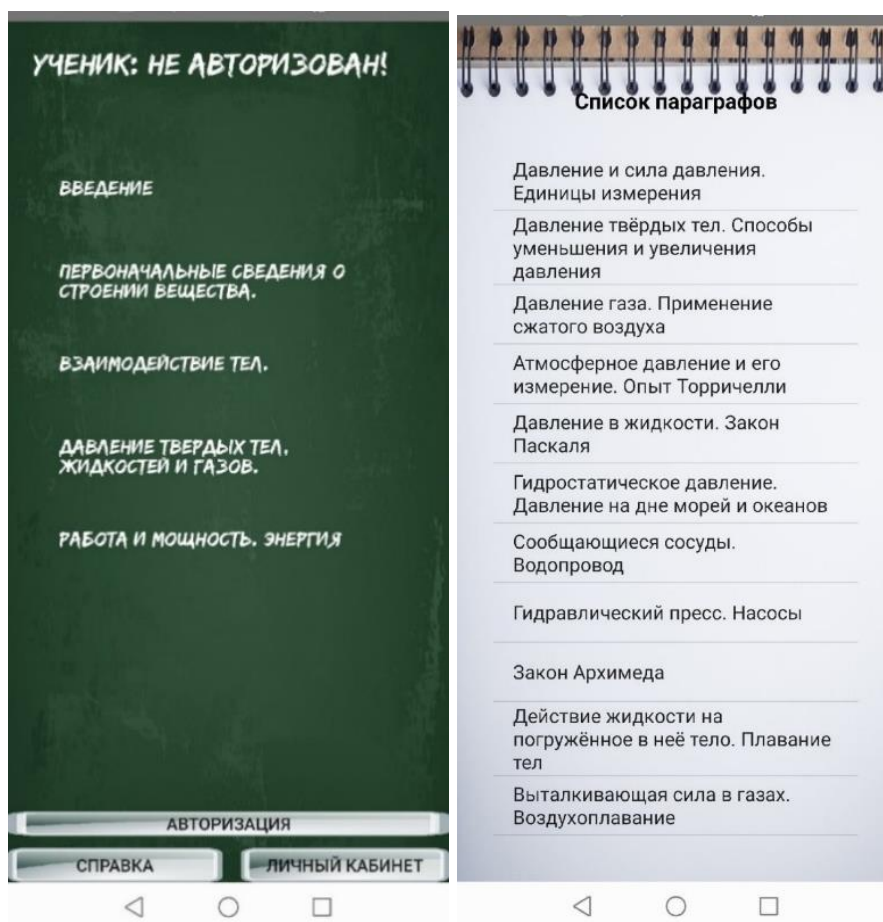 УЧЕНИК: НЕ АВТОРИЗОВАН!
ВВЕДЕНИЕ
ПЕРВОНАЧАЛЬНЫЕ СВЕДЕНИЯ О
СТРОЕНИИ ВЕЩЕСТВА.
ВЗАИМОДЕЙСТВИЕ ТЕЛ.
ДАВЛЕНИЕ ТВЕРДЫХ ТЕЛ,
ЖИДКОСТЕЙ И ГАЗОВ.
РАБОТА И МОЩНОСТЬ. ЭНЕРГИЯ
АВТОРИЗАЦИЯ
СПРАВКА
ЛИЧНЫЙ КАБИНЕТ
Список параграфов
Давление и сила давления.
Единицы измерения
Давление твёрдых тел. Способы
уменьшения и увеличения
давления
Давление газа. Применение
сжатого воздуха
Атмосферное давление и его
измерение. Опыт Торричелли
Давление в жидкости. Закон
Паскаля
Гидростатическое давление.
Давление на дне морей и океанов
Сообщающиеся сосуды.
Водопровод
Гидравлический пресс. Насосы
Закон Архимеда
Действие жидкости на
погружённое в неё тело. Плавание
тел
Выталкивающая сила в газах.
Воздухоплавание